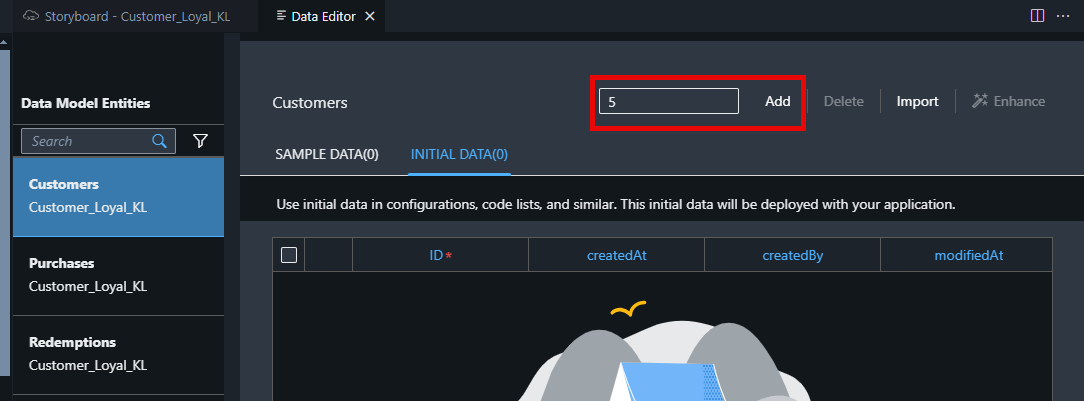 Storyboard - Customer_Loyal_KL
Data Editor
Data Model Entities
Search
Customers
Customer_Loyal_KL
Purchases
Customer_Loyal_KL
Redemptions
Customer_Loyal_KL
Customers
5
Add
Delete
Import
Enhance
SAMPLE DATA(0)
INITIAL DATA(0)
Use initial data in configurations, code lists, and similar. This initial data will be deployed with your application.
ID*
createdAt
createdBy
modifiedAt